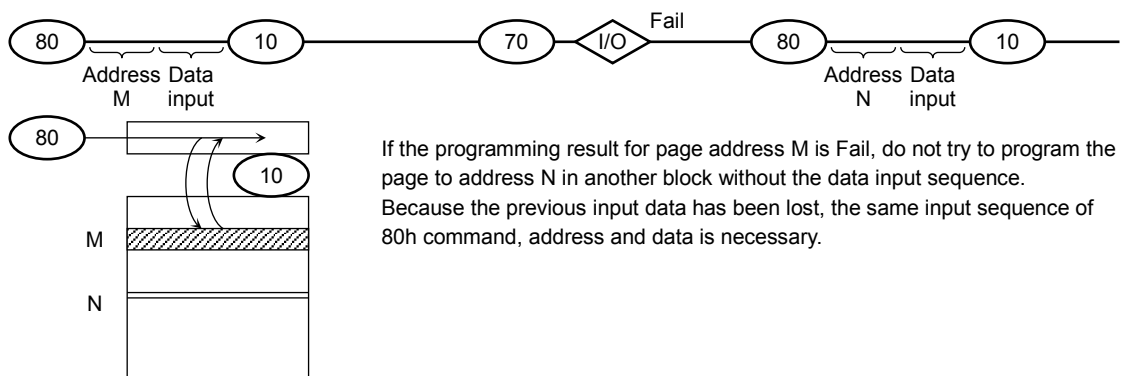 Fail
80 10 70 I/O 80 10
Address Data Address Data
M input N input
80
If the programming result for page address M is Fail, do not try to program the
10
page to address N in another block without the data input sequence.
Because the previous input data has been lost, the same input sequence of
M
80h command, address and data is necessary.
N